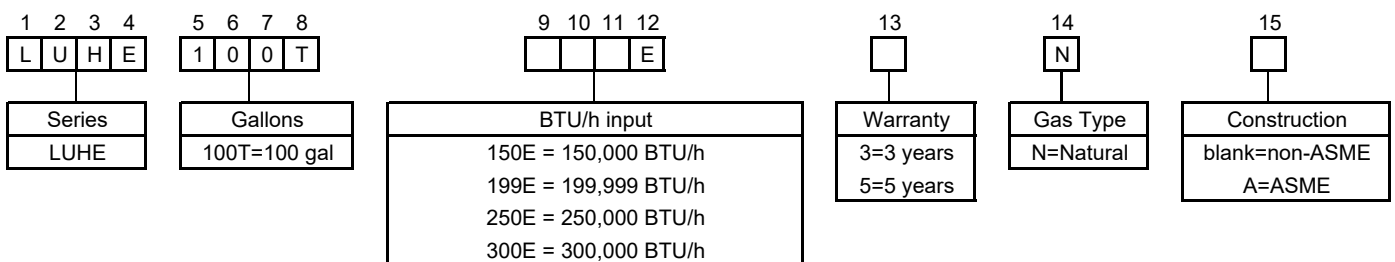 1 2 3 4 5 6 7 8 9 10 11 12 13 14 15
L U H E 1 0 0 T E N
Series Gallons BTU/h input Warranty Gas Type Construction
LUHE 100T=100 gal 150E = 150,000 BTU/h 3=3 years N=Natural blank=non-ASME
199E = 199,999 BTU/h 5=5 years A=ASME
250E = 250,000 BTU/h
300E = 300,000 BTU/h